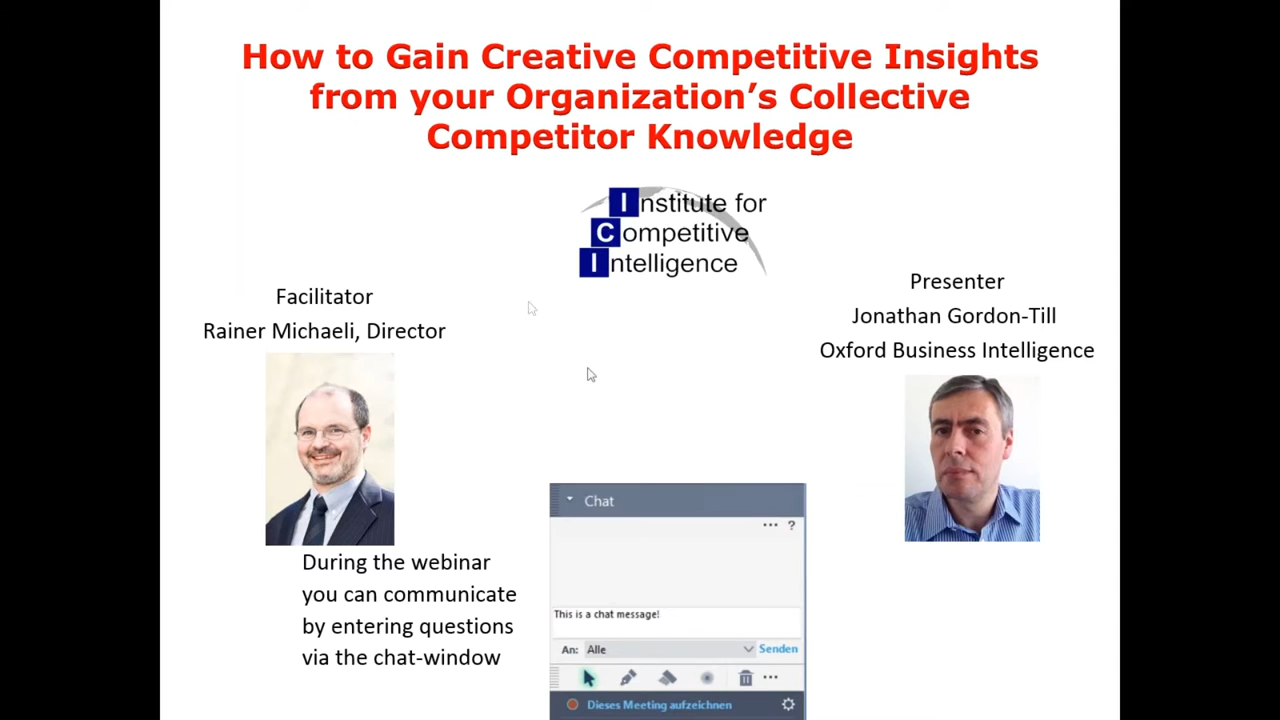 How to Gain Creative Competitive Insights
from your Organization’s Collective
Competitor Knowledge
Institute for
Competitive
Intelligence
Facilitator
Rainer Michaeli, Director
Presenter
Jonathan Gordon-Till
Oxford Business Intelligence
During the webinar
you can communicate
by entering questions
via the chat-window
Chat
... ?
This is a chat message!
An: Alle Senden
...
Dieses Meeting aufzeichnen